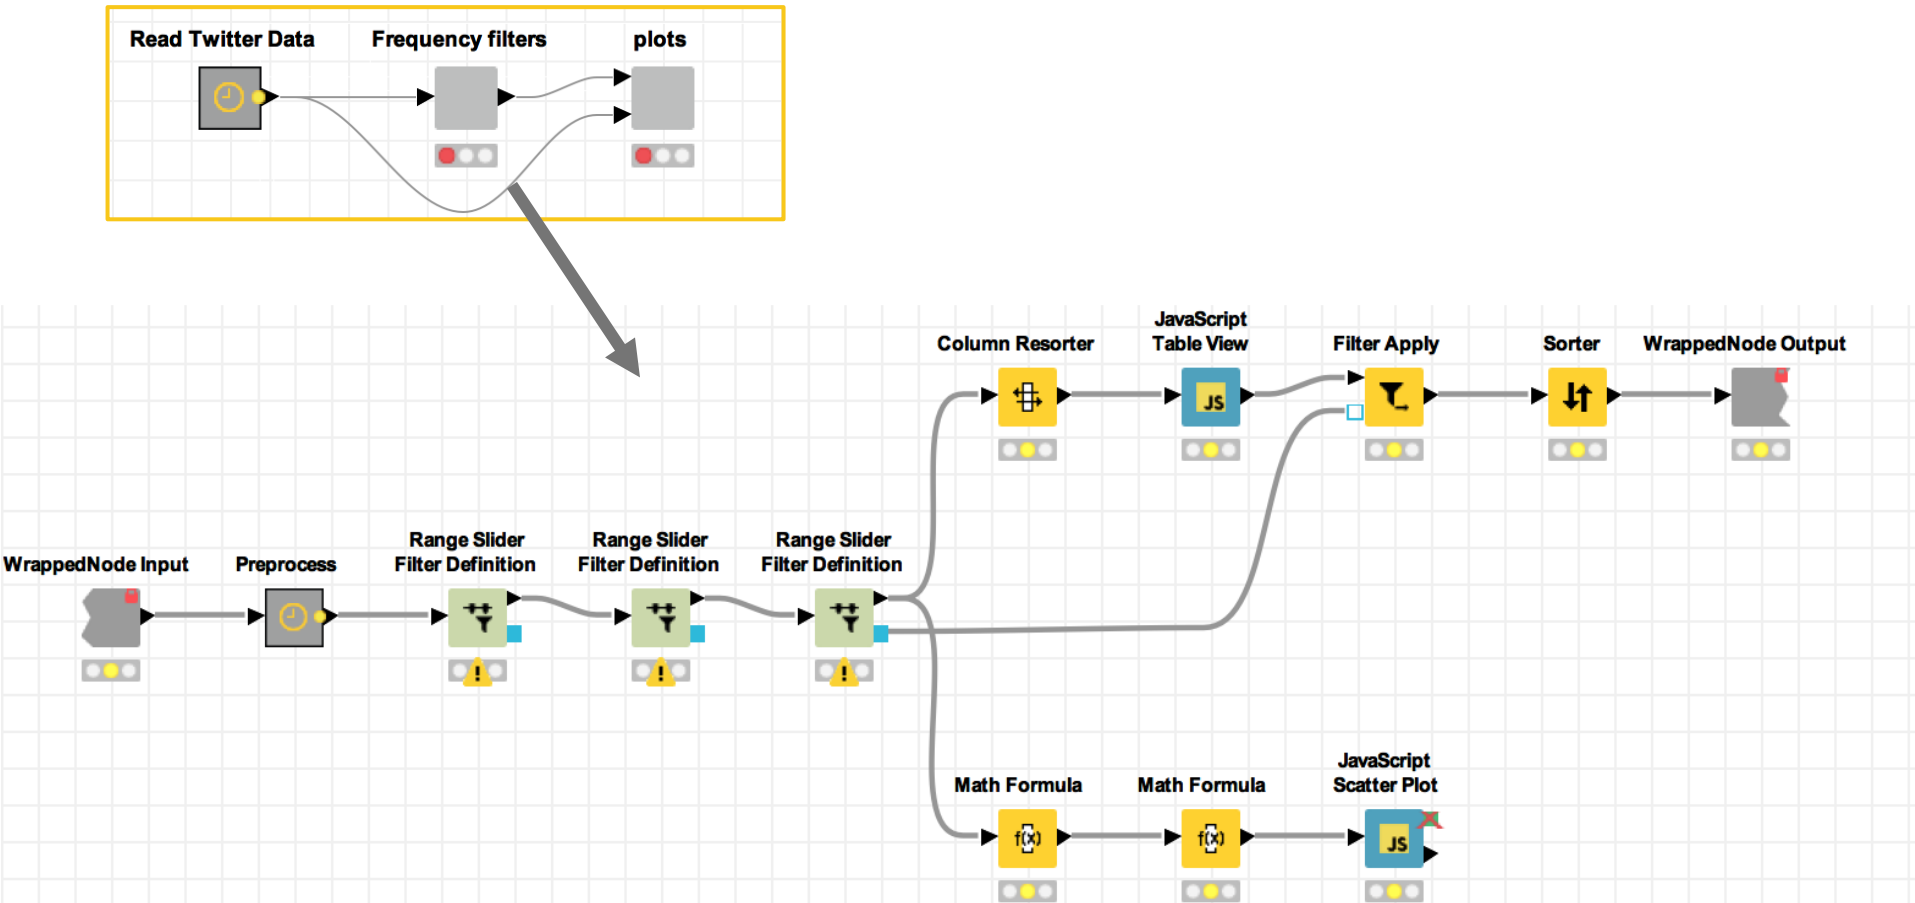 Read Twitter Data
Frequency filters
plots
JavaScript
Column Resorter
Table View
Filter Apply
Sorter
WrappedNode Output
JS
Range Slider
Range Slider
Range Slider
WrappedNode Input
Preprocess
Filter Definition
Filter Definition
Filter Definition
!
!
!
JavaScript
Math Formula
Math Formula
Scatter Plot
f(x)
f(x)
JS